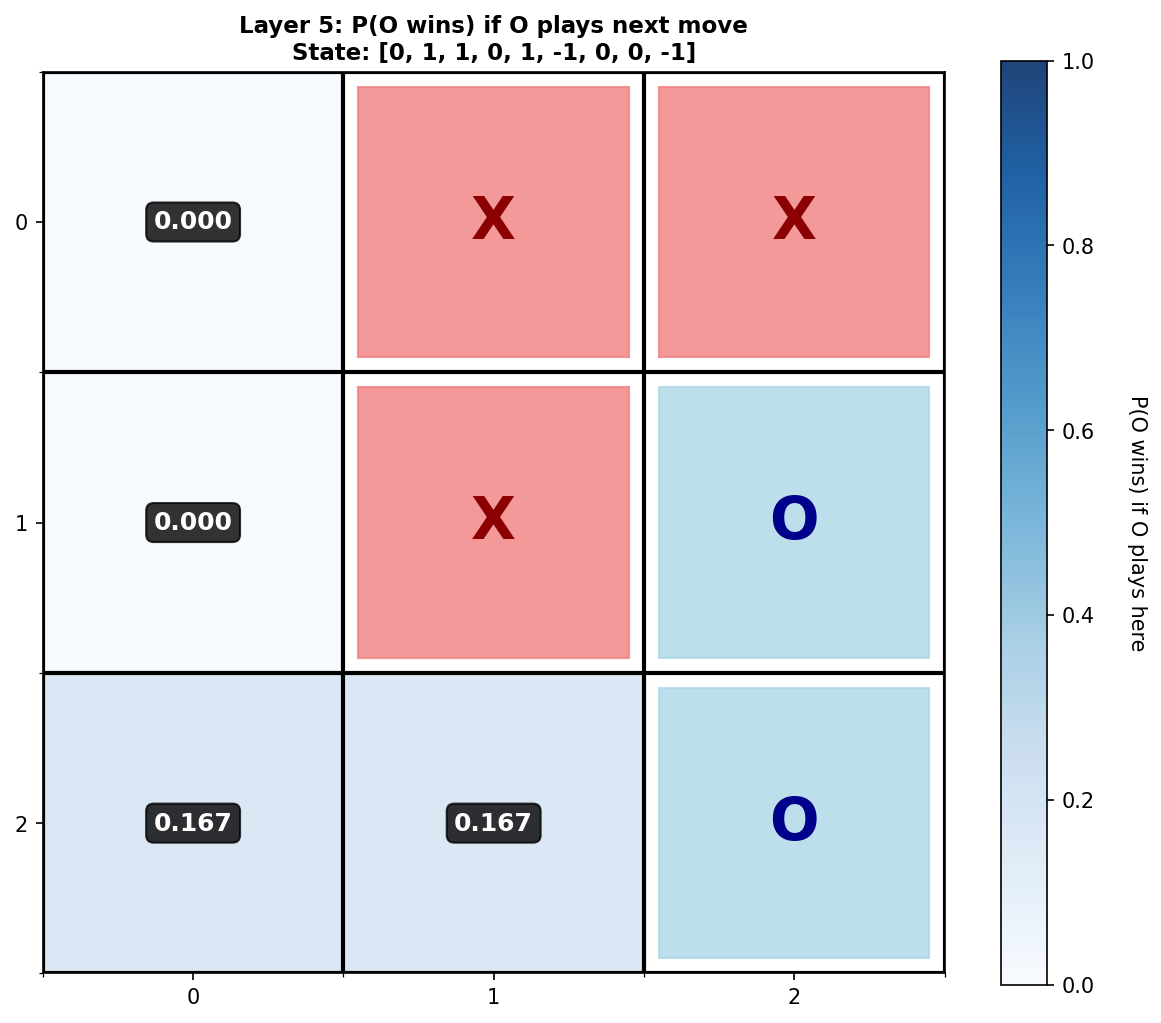 Layer 5: P(O wins) if O plays next move
State: [0, 1, 1, 0, 1, -1, 0, 0, -1]
0
0.000
X
X
1
0.000
X
O
2
0.167
0.167
O
0
1
2
1.0
0.8
0.6
0.4
0.2
0.0
P(O wins) if O plays here